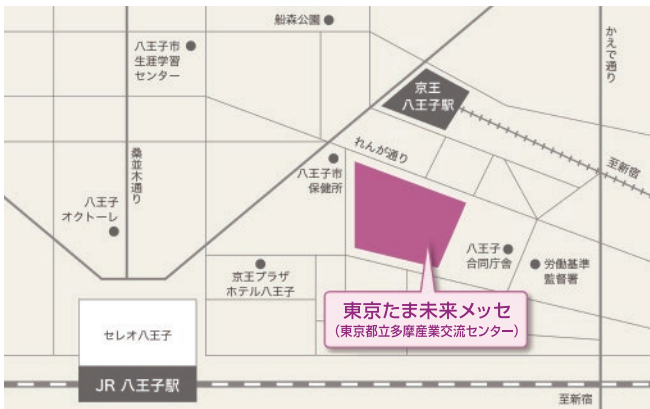 船森公園
八王子市
生涯学習
センター
かえで通り
京王
八王子駅
れんが通り
至新宿
桑並木通り
八王子市
保健所
八王子
オクトーレ
八王子
合同庁舎
労働基準
監督署
京王プラザ
ホテル八王子
東京たま未来メッセ
(東京都立多摩産業交流センター)
セレオ八王子
JR 八王子駅
至新宿